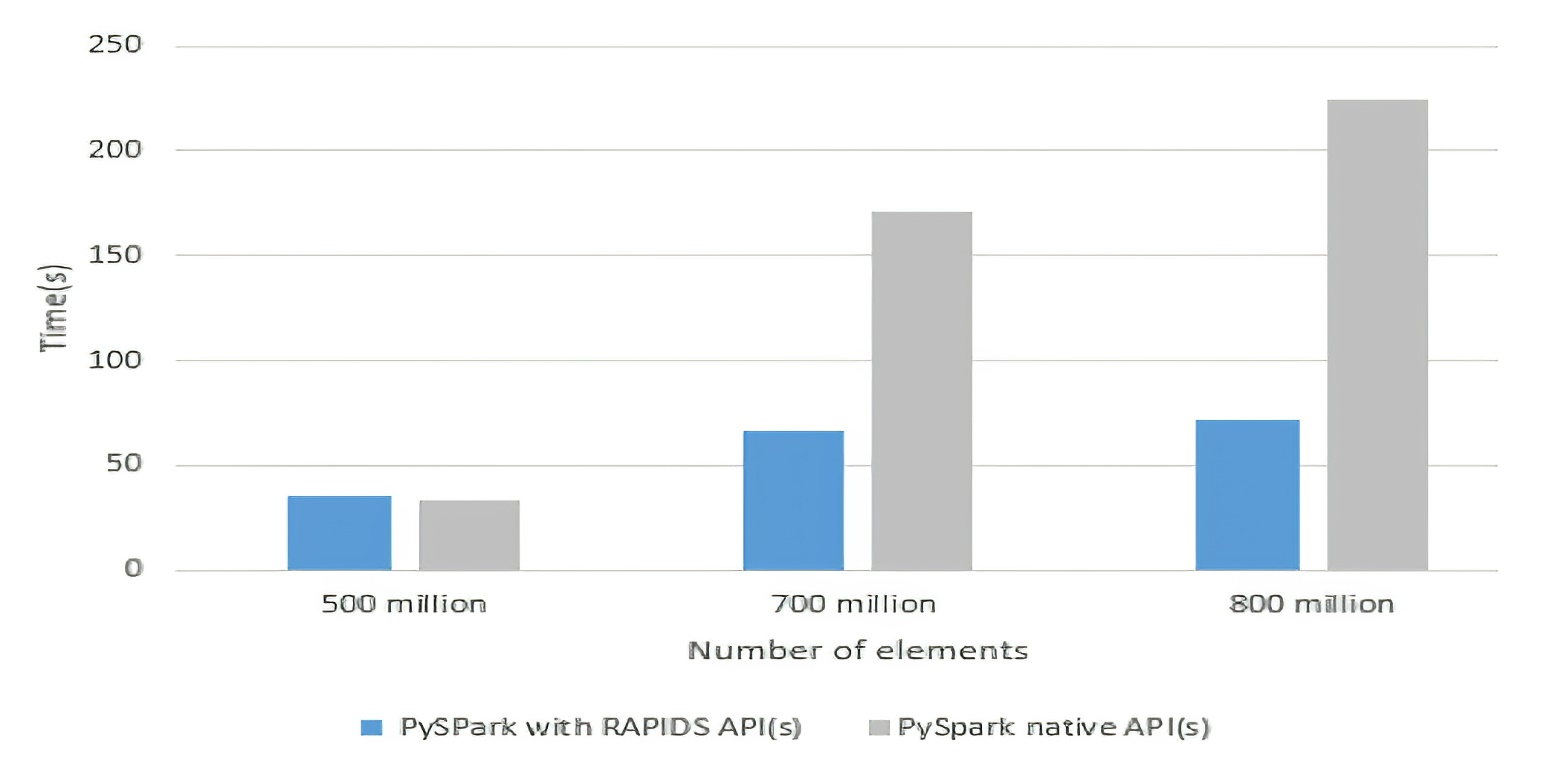 250
200
150
100
50
0
Time(s)
500 million
700 million
800 million
Number of elements
PySPark with RAPIDS API(s)
PySpark native API(s)